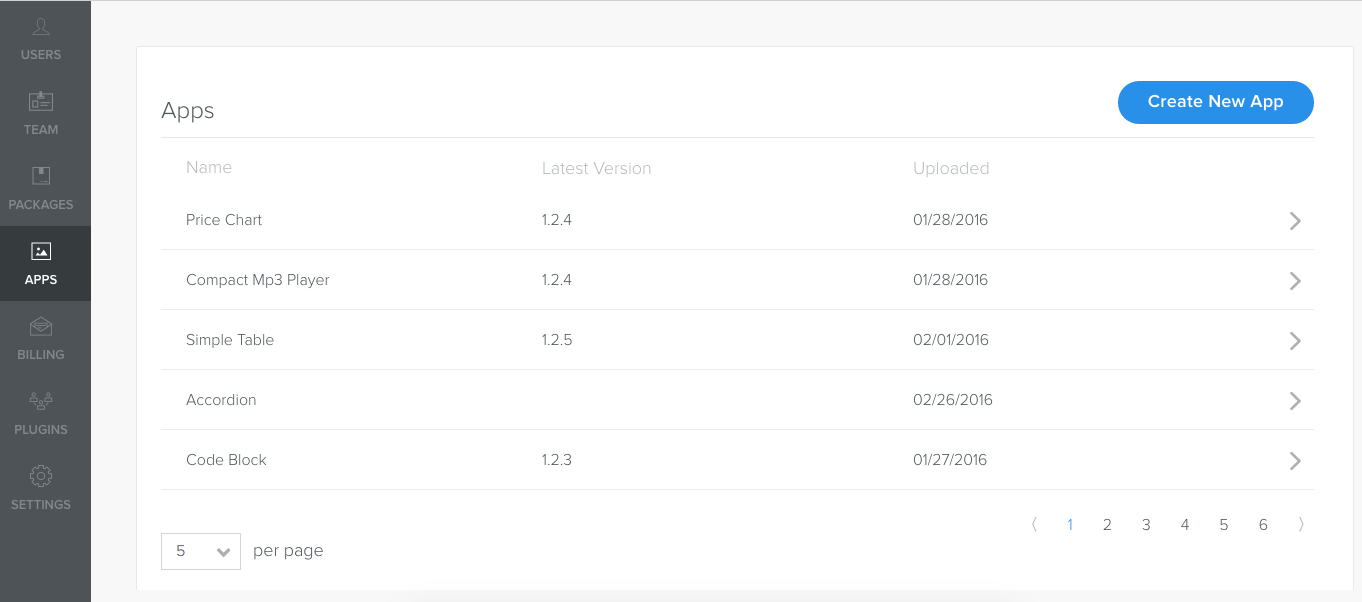 USERS
TEAM
PACKAGES
APPS
BILLING
PLUGINS
SETTINGS
Apps
Create New App
Name Latest Version Uploaded
Price Chart 1.2.4 01/28/2016
Compact Mp3 Player 1.2.4 01/28/2016
Simple Table 1.2.5 02/01/2016
Accordion 02/26/2016
Code Block 1.2.3 01/27/2016
1 2 3 4 5 6
5 per page